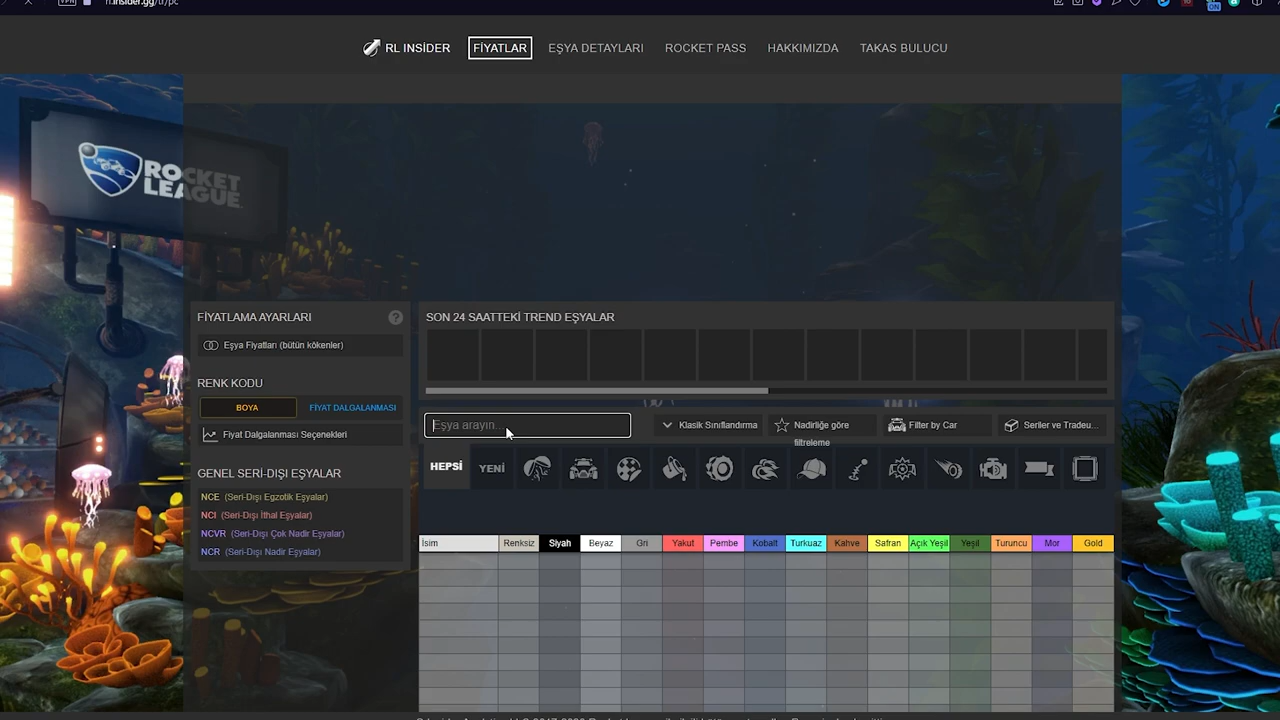 VPN
rl.insider.gg/tr/pc
ON
RL INSİDER
FİYATLAR
EŞYA DETAYLARI
ROCKET PASS
HAKKIMIZDA
TAKAS BULUCU
ROCKET
LEAGUE
FİYATLAMA AYARLARI
?
Eşya Fiyatları (bütün kökenler)
RENK KODU
BOYA
FİYAT DALGALANMASI
Fiyat Dalgalanması Seçenekleri
GENEL SERİ-DIŞI EŞYALAR
NCE (Seri-Dışı Egzotik Eşyalar)
NCI (Seri-Dışı İthal Eşyalar)
NCVR (Seri-Dışı Çok Nadir Eşyalar)
NCR (Seri-Dışı Nadir Eşyalar)
SON 24 SAATTEKİ TREND EŞYALAR
Eşya arayın...
Klasik Sınıflandırma
Nadirliğe göre
filtreleme
Filter by Car
Seriler ve Tradeu...
HEPSİ
YENİ
İsim Renksiz Siyah Beyaz Gri Yakut Pembe Kobalt Turkuaz Kahve Safran Açık Yeşil Yeşil Turuncu Mor Gold